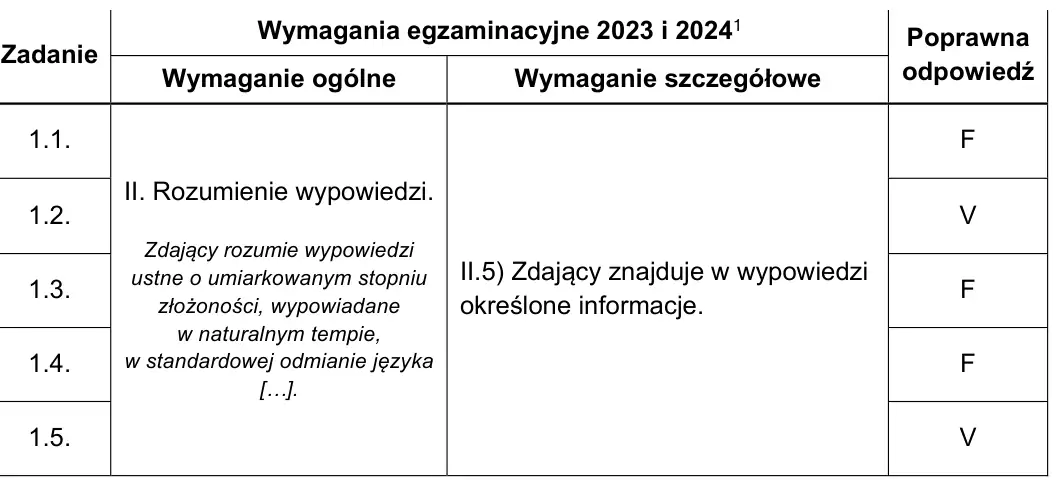 Zadanie
Wymagania egzaminacyjne 2023 i 2024¹
Poprawna
odpowiedź
Wymaganie ogólne
Wymaganie szczegółowe
1.1.
F
II. Rozumienie wypowiedzi.
1.2.
V
Zdający rozumie wypowiedzi
ustne o umiarkowanym stopniu
złożoności, wypowiadane
w naturalnym tempie,
w standardowej odmianie języka
[…].
II.5) Zdający znajduje w wypowiedzi
określone informacje.
1.3.
F
1.4.
F
1.5.
V